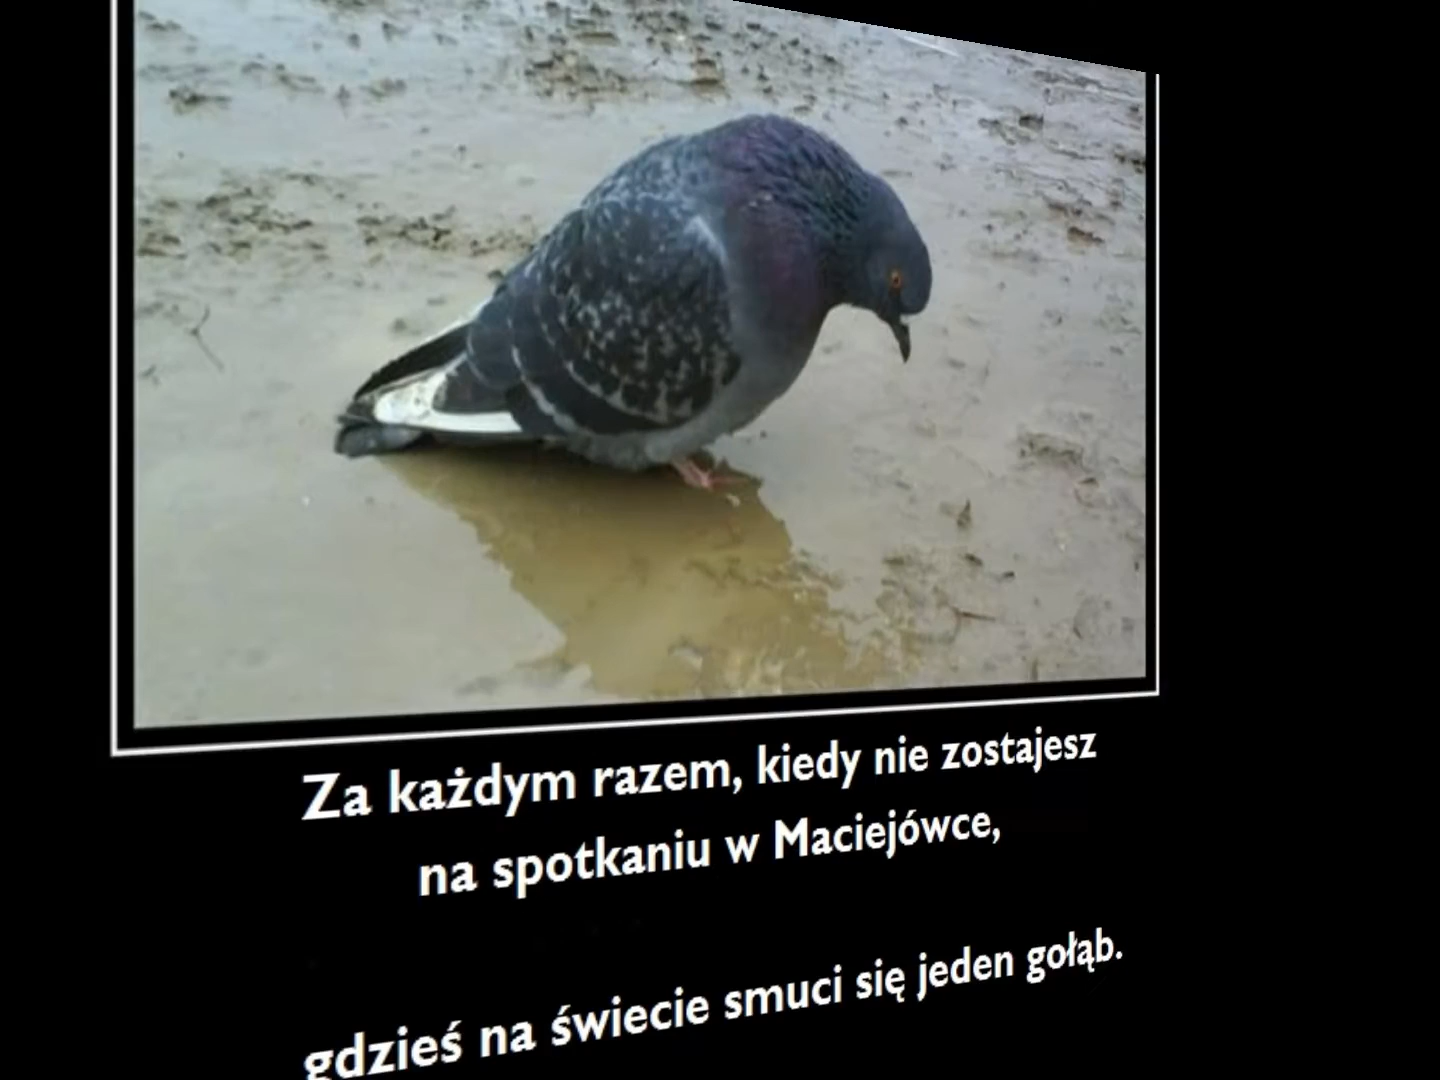 Za każdym razem, kiedy nie zostajesz
na spotkaniu w Maciejówce,
gdzieś na świecie smuci się jeden gołąb.